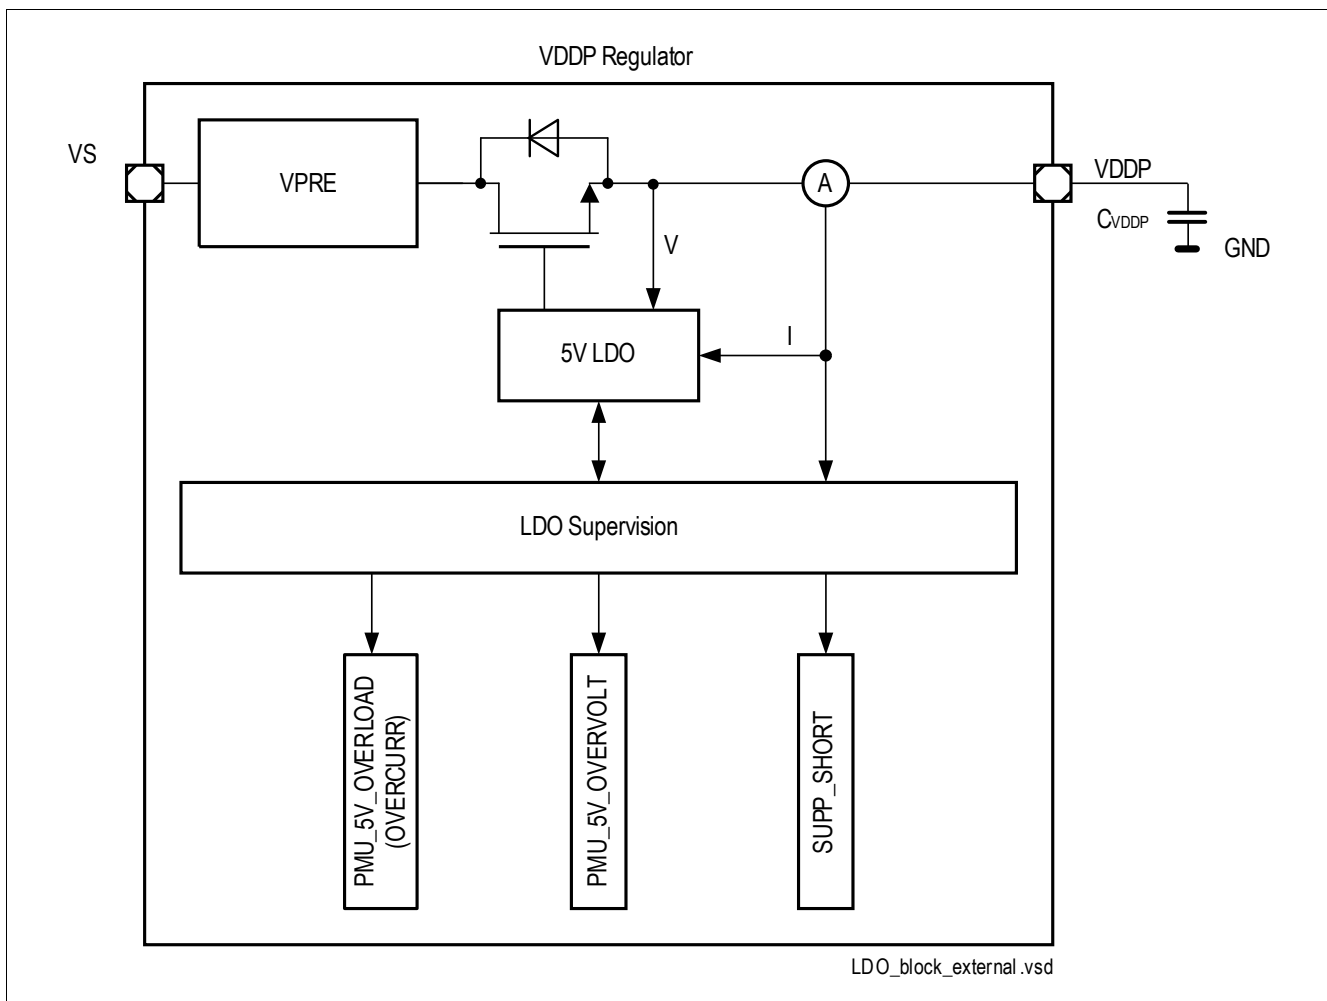 VDDP Regulator
VS
VPRE
A
VDDP
CVDDP
GND
V
I
5V LDO
LDO Supervision
PMU_5V_OVERLOAD
(OVERCURR)
PMU_5V_OVERVOLT
SUPP_SHORT
LDO_block_external.vsd